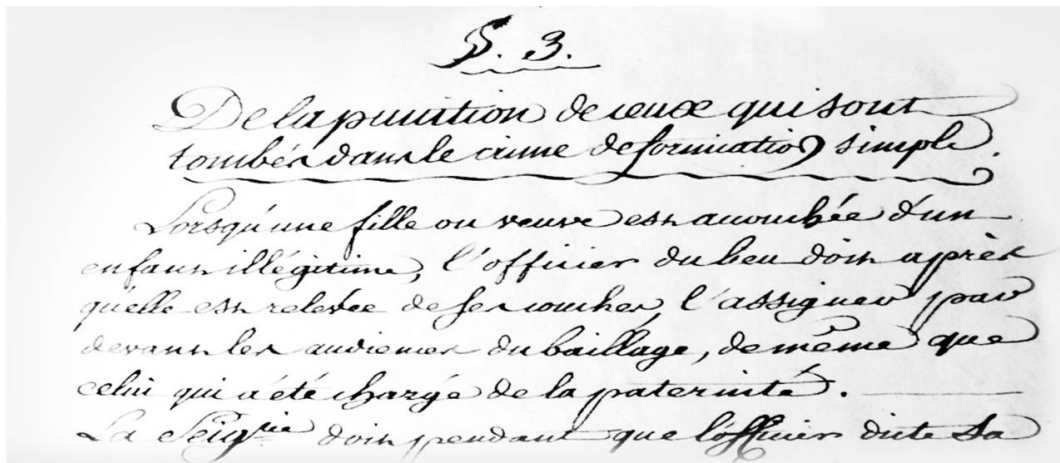 §. 3.
De la punition de ceux qui sont
tombés dans le crime de fornication simple.
Lorsqu'une fille ou veuve est accouchée d'un
enfant illégitime, l'officier du lieu doit après
qu'elle est relevée de ses couches, l'assigner par
devant les audiences du baillage, de même que
celui qui a été chargé de la paternité.
La Seigrie doit pendant que l'officier dicte sa